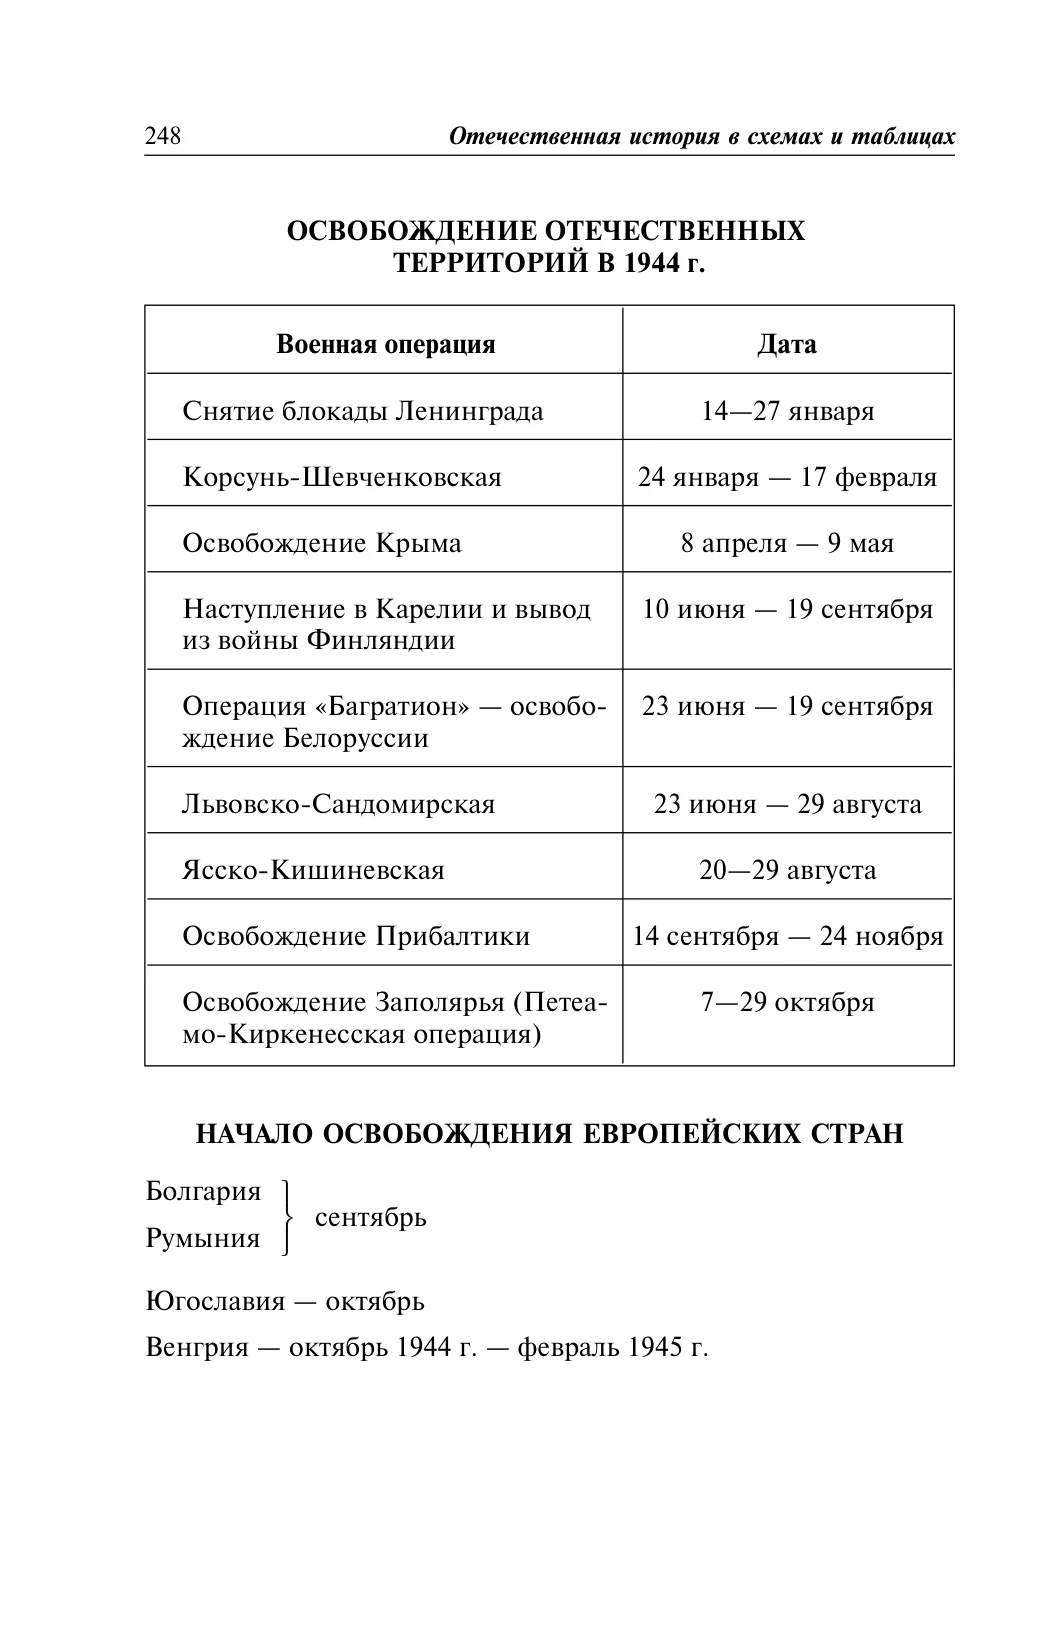 248 Отечественная история в схемах и таблицах
ОСВОБОЖДЕНИЕ ОТЕЧЕСТВЕННЫХ
ТЕРРИТОРИЙ В 1944 г.
Военная операция Дата
Снятие блокады Ленинграда 14—27 января
Корсунь-Шевченковская 24 января — 17 февраля
Освобождение Крыма 8 апреля — 9 мая
Наступление в Карелии и вывод 10 июня — 19 сентября
из войны Финляндии
Операция «Багратион» — освобо- 23 июня — 19 сентября
ждение Белоруссии
Львовско-Сандомирская 23 июня — 29 августа
Ясско-Кишиневская 20—29 августа
Освобождение Прибалтики 14 сентября — 24 ноября
Освобождение Заполярья (Петеа- 7—29 октября
мо-Киркенесская операция)
НАЧАЛО ОСВОБОЖДЕНИЯ ЕВРОПЕЙСКИХ СТРАН
Болгария
сентябрь
Румыния
Югославия — октябрь
Венгрия — октябрь 1944 г. — февраль 1945 г.